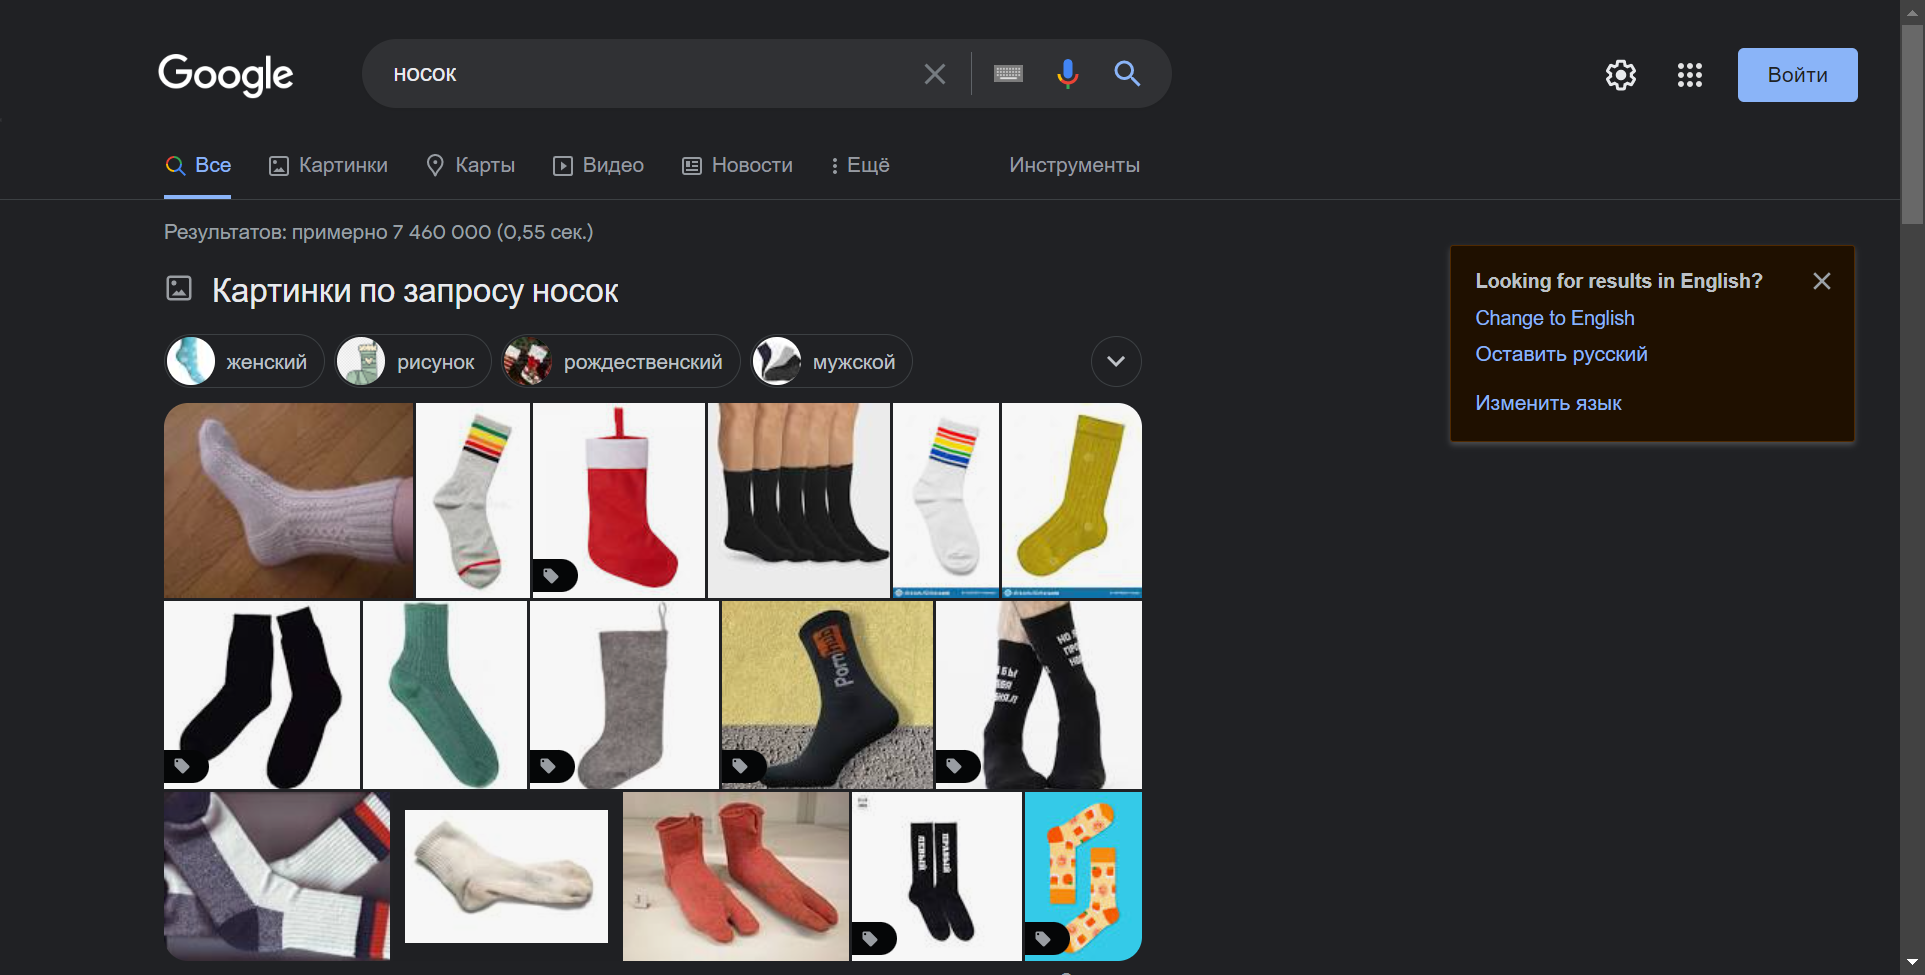 Google
носок
Войти
Все
Картинки
Карты
Видео
Новости
Ещё
Инструменты
Результатов: примерно 7 460 000 (0,55 сек.)
Картинки по запросу носок
женский
рисунок
рождественский
мужской
Looking for results in English?
Change to English
Оставить русский
Изменить язык
ЛЕВЫЙ
ПРАВЫЙ